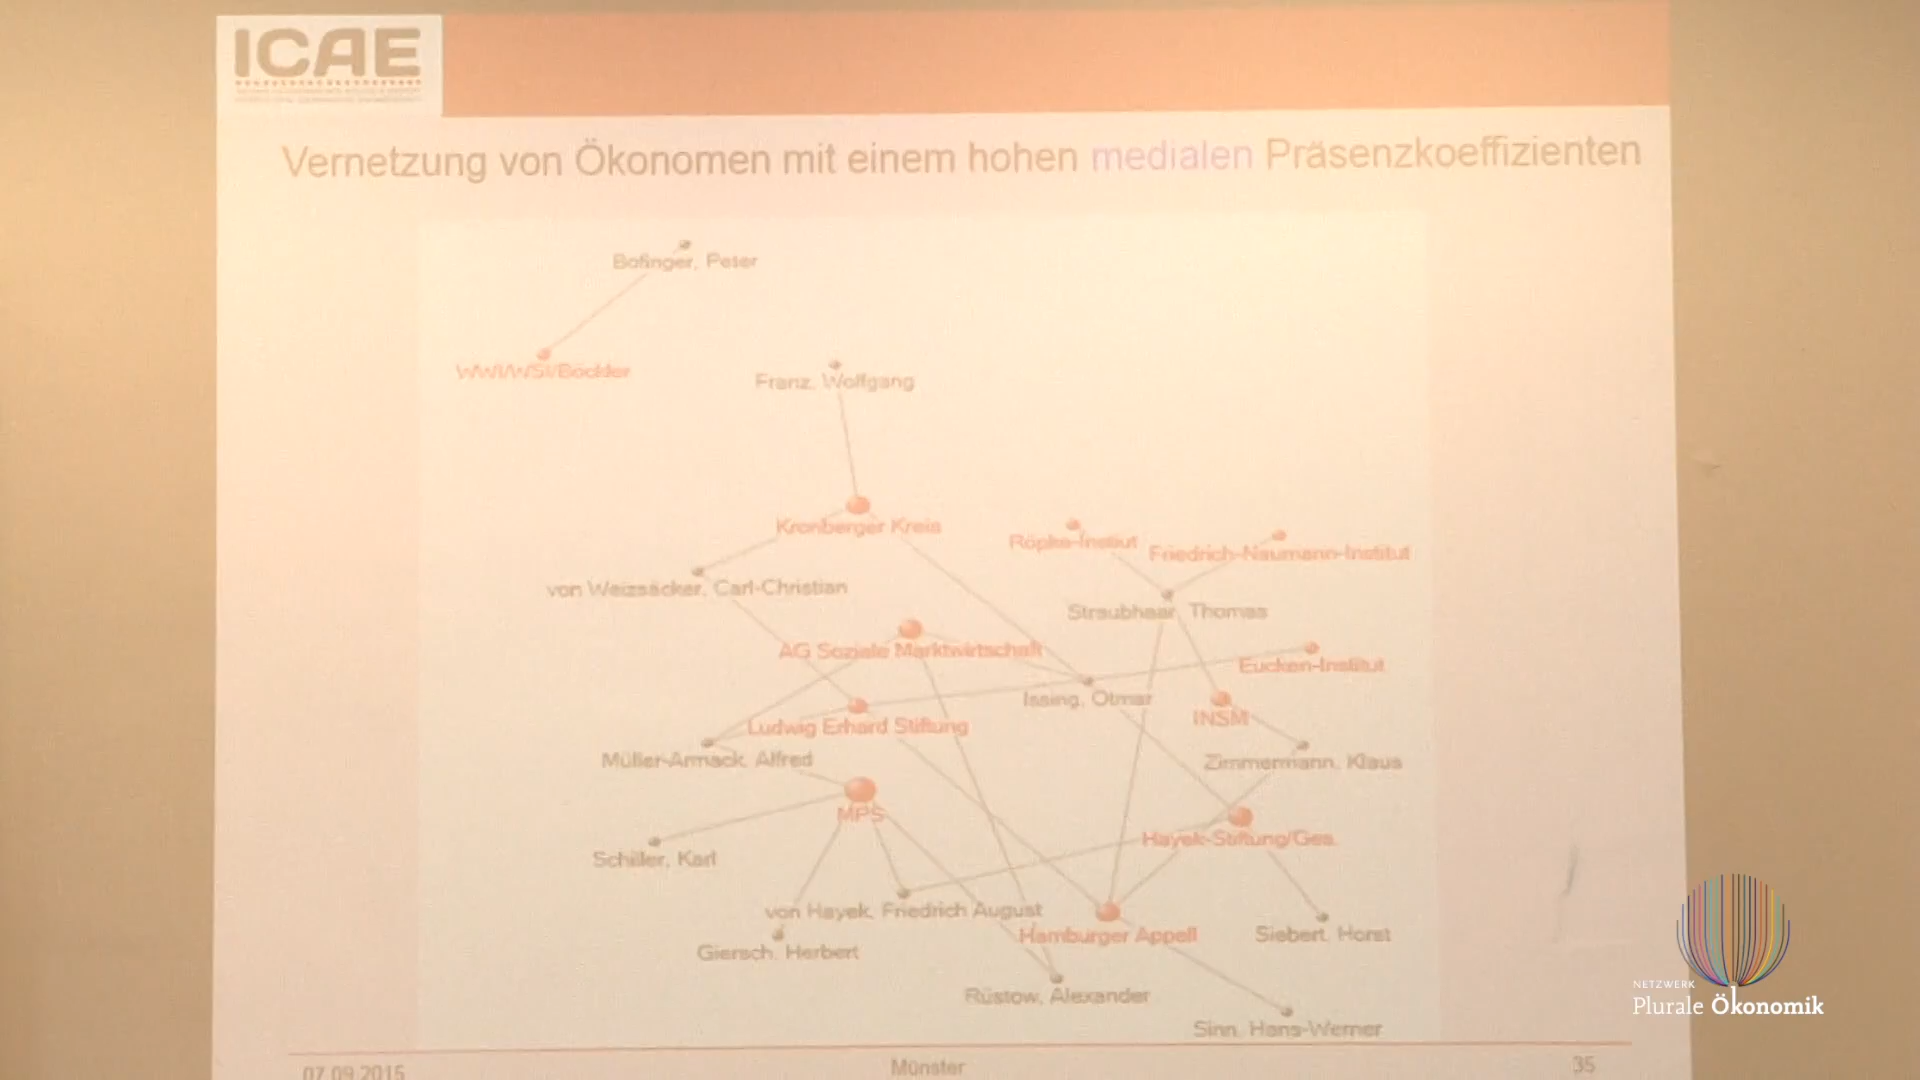 ICAE
Vernetzung von Ökonomen mit einem hohen medialen Präsenzkoeffizienten
Bofinger, Peter
WWI/WSI/Böckler
Franz, Wolfgang
Kronberger Kreis
Röpke-Institut
Friedrich-Naumann-Institut
von Weizsäcker, Carl-Christian
Straubhaar, Thomas
AG Soziale Marktwirtschaft
Eucken-Institut
Issing, Otmar
INSM
Ludwig Erhard Stiftung
Müller-Armack, Alfred
Zimmermann, Klaus
MPS
Hayek-Stiftung/Ges.
Schiller, Karl
von Hayek, Friedrich August
Hamburger Appell
Siebert, Horst
Giersch, Herbert
Rüstow, Alexander
Sinn, Hans-Werner
07.09.2015
Münster
35
NETZWERK
Plurale Ökonomik